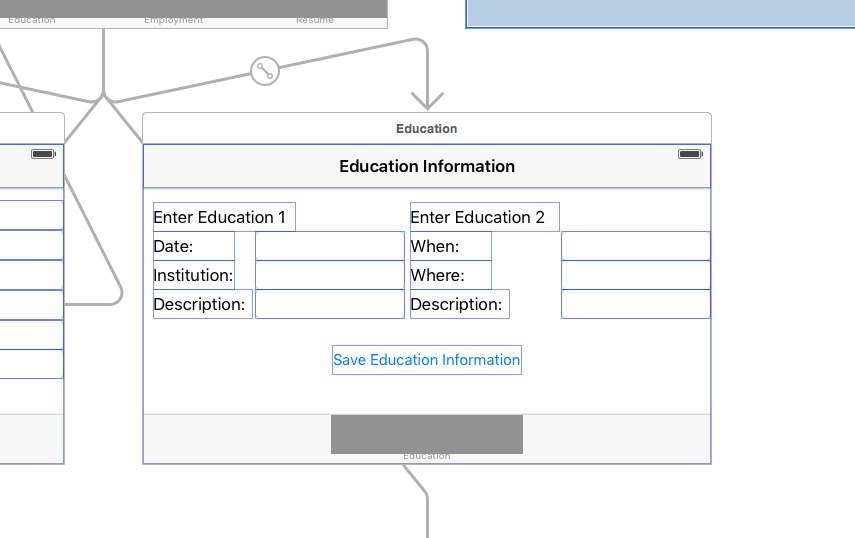 Education Employment Resume
Education
Education Information
Enter Education 1 Enter Education 2
Date: When:
Institution: Where:
Description: Description:
Save Education Information
Education